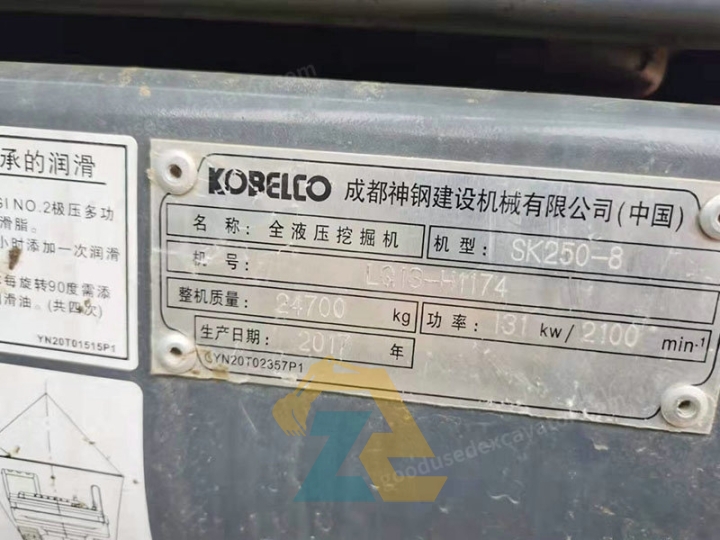 承的润滑
GINO.2极压多功
滑脂。
小时添加一次润滑
每旋转90度需添
滑油。(共四次)
YN20T01515P1
KOBELCO 成都神钢建设机械有限公司(中国)
名 称: 全液压挖掘机 机型: SK250-8
机 号:
整机质量: 24700 kg 功 率: 131 kw/2100 min-1
生产日期: 2017 年
YN20T02357P1
goodusedexcavator.com